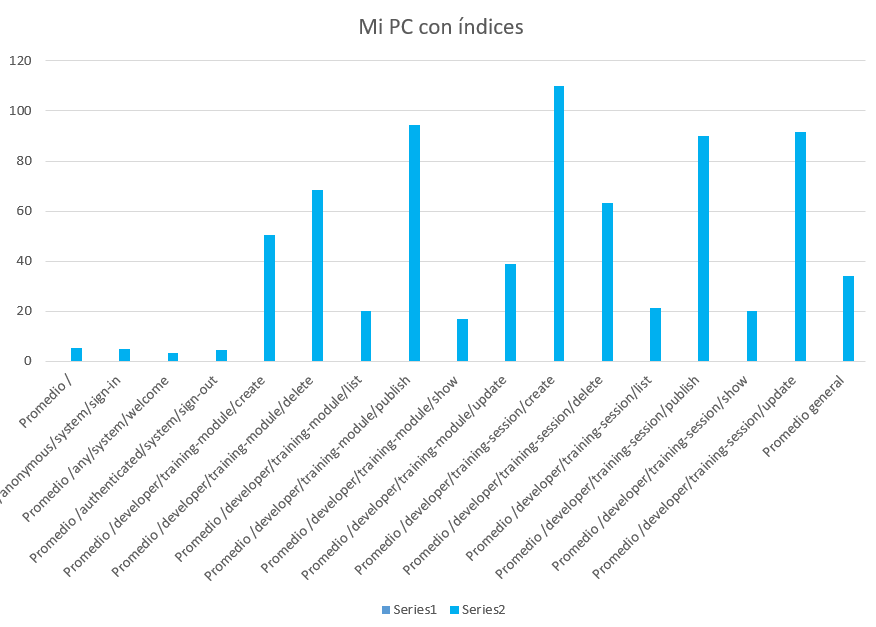 Mi PC con índices
120
100
80
60
40
20
0
Promedio /
/anonymous/system/sign-in
Promedio /any/system/welcome
Promedio /authenticated/system/sign-out
Promedio /developer/training-module/create
Promedio /developer/training-module/delete
Promedio /developer/training-module/list
Promedio /developer/training-module/publish
Promedio /developer/training-module/show
Promedio /developer/training-module/update
Promedio /developer/training-session/create
Promedio /developer/training-session/delete
Promedio /developer/training-session/list
Promedio /developer/training-session/publish
Promedio /developer/training-session/show
Promedio /developer/training-session/update
Promedio general
Series1 Series2